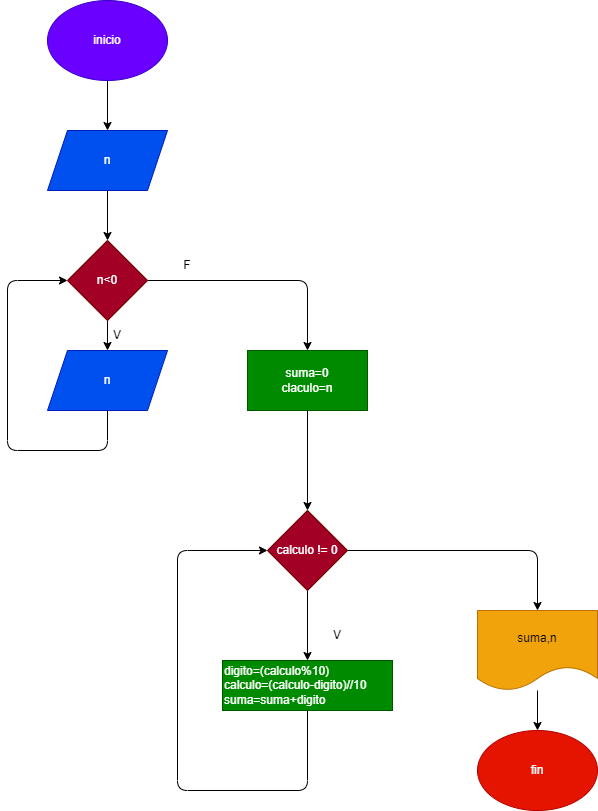 inicio
n
n<0
F
V
n
suma=0
claculo=n
calculo != 0
V
digito=(calculo%10)
calculo=(calculo-digito)//10
suma=suma+digito
suma,n
fin